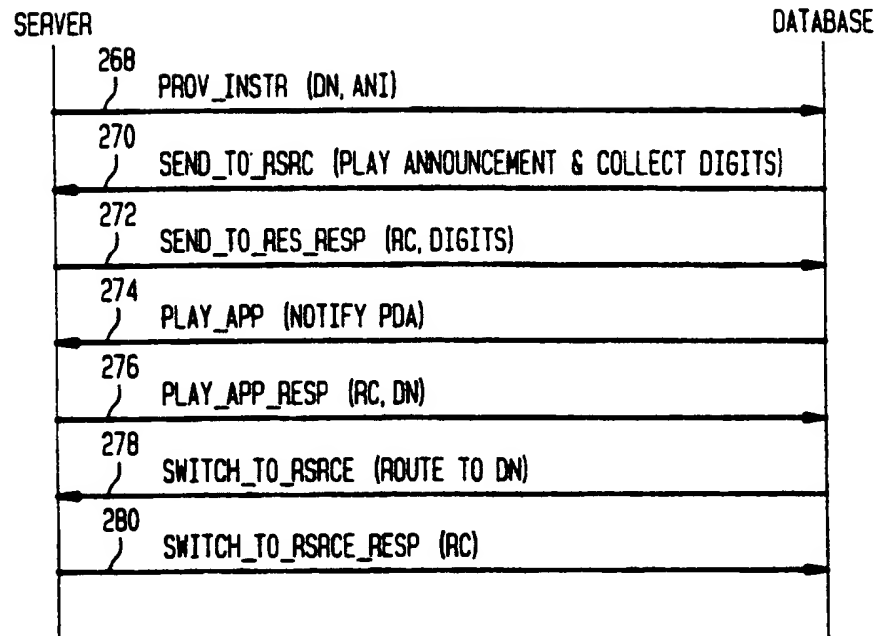 SERVER DATABASE
268
PROV_INSTR (DN, ANI)
270
SEND_TO_RSRC (PLAY ANNOUNCEMENT & COLLECT DIGITS)
272
SEND_TO_RES_RESP (RC, DIGITS)
274
PLAY_APP (NOTIFY PDA)
276
PLAY_APP_RESP (RC, DN)
278
SWITCH_TO_RSRCE (ROUTE TO DN)
280
SWITCH_TO_RSRCE_RESP (RC)